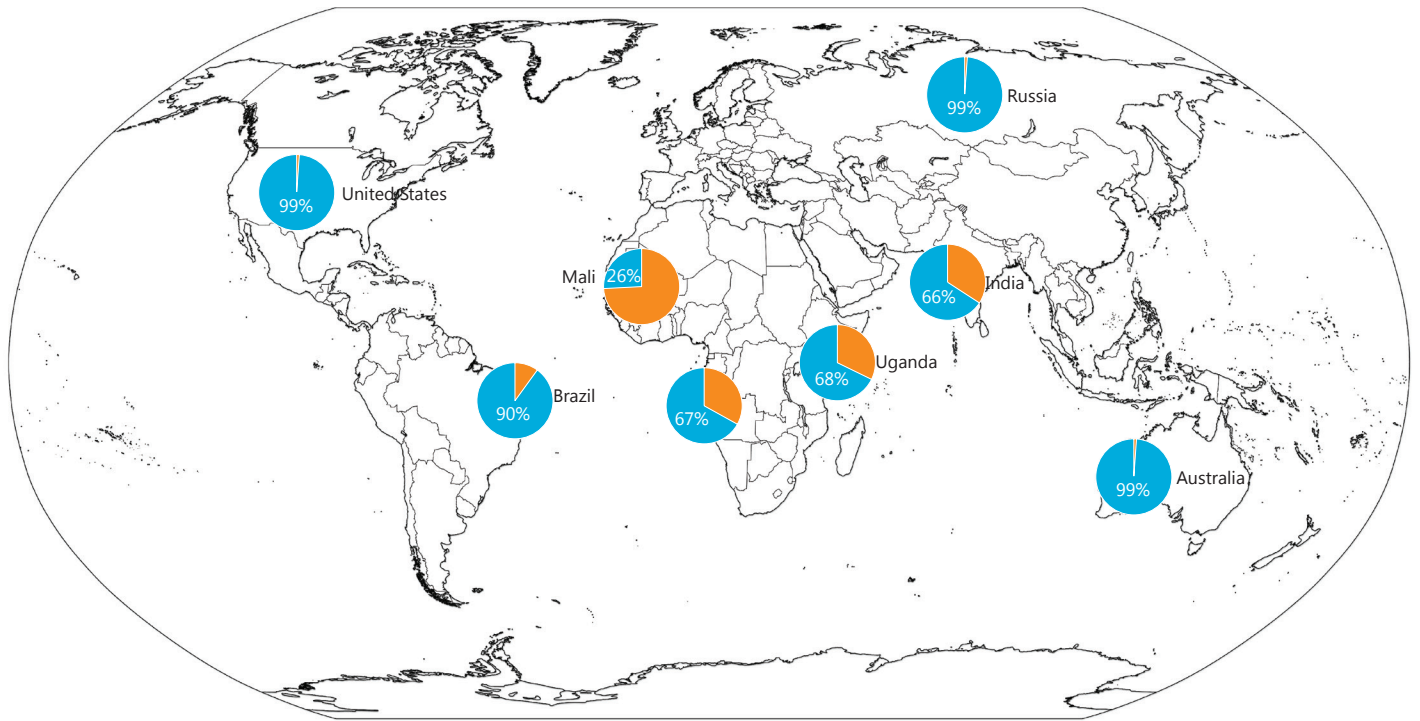 99%
Russia
99%
United States
Mali
26%
66%
India
68%
Uganda
90%
Brazil
67%
99%
Australia